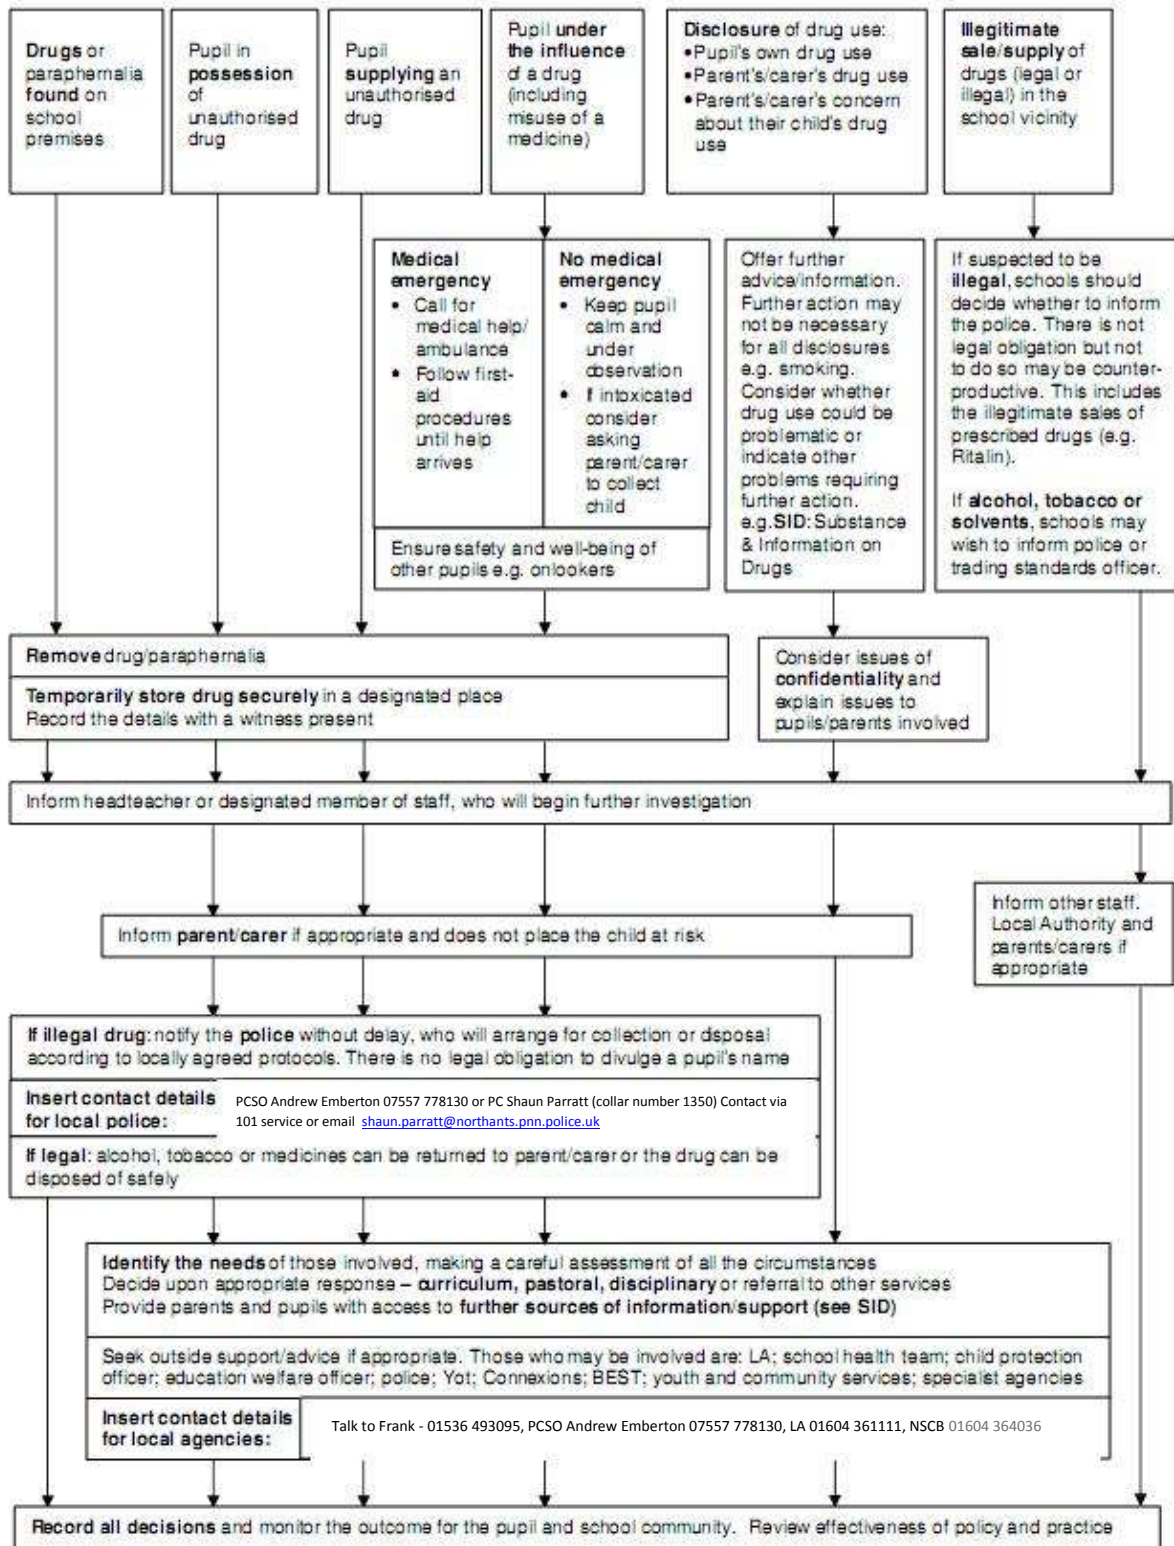 Drugs or
paraphernalia
found on
school
premises
Pupil in
possession
of
unauthorised
drug
Pupil
supplying an
unauthorised
drug
Pupil under
the influence
of a drug
(including
misuse of a
medicine)
Disclosure of drug use:
•Pupil's own drug use
•Parent's/carer's drug use
•Parent's/carer's concern
about their child's drug
use
Illegitimate
sale/supply of
drugs (legal or
illegal) in the
school vicinity
Medical
emergency
• Call for
medical help/
ambulance
• Follow first-
aid
procedures
until help
arrives
No medical
emergency
• Keep pupil
calm and
under
observation
• If intoxicated
consider
asking
parent/carer
to collect
child
Ensure safety and well-being of
other pupils e.g. onlookers
Offer further
advice/information.
Further action may
not be necessary
for all disclosures
e.g. smoking.
Consider whether
drug use could be
problematic or
indicate other
problems requiring
further action.
e.g.SID: Substance
& Information on
Drugs
If suspected to be
illegal, schools should
decide whether to inform
the police. There is not
legal obligation but not
to do so may be counter-
productive. This includes
the illegitimate sales of
prescribed drugs (e.g.
Ritalin).
If alcohol, tobacco or
solvents, schools may
wish to inform police or
trading standards officer.
Remove drug/paraphernalia
Temporarily store drug securely in a designated place
Record the details with a witness present
Consider issues of
confidentiality and
explain issues to
pupils/parents involved
Inform headteacher or designated member of staff, who will begin further investigation
Inform parent/carer if appropriate and does not place the child at risk
Inform other staff.
Local Authority and
parents/carers if
appropriate
If illegal drug: notify the police without delay, who will arrange for collection or disposal
according to locally agreed protocols. There is no legal obligation to divulge a pupil's name
Insert contact details
for local police:
PCSO Andrew Emberton 07557 778130 or PC Shaun Parratt (collar number 1350) Contact via
101 service or email shaun.parratt@northants.pnn.police.uk
If legal: alcohol, tobacco or medicines can be returned to parent/carer or the drug can be
disposed of safely
Identify the needs of those involved, making a careful assessment of all the circumstances
Decide upon appropriate response – curriculum, pastoral, disciplinary or referral to other services
Provide parents and pupils with access to further sources of information/support (see SID)
Seek outside support/advice if appropriate. Those who may be involved are: LA; school health team; child protection
officer; education welfare officer; police; Yot; Connexions; BEST; youth and community services; specialist agencies
Insert contact details
for local agencies:
Talk to Frank - 01536 493095, PCSO Andrew Emberton 07557 778130, LA 01604 361111, NSCB 01604 364036
Record all decisions and monitor the outcome for the pupil and school community. Review effectiveness of policy and practice